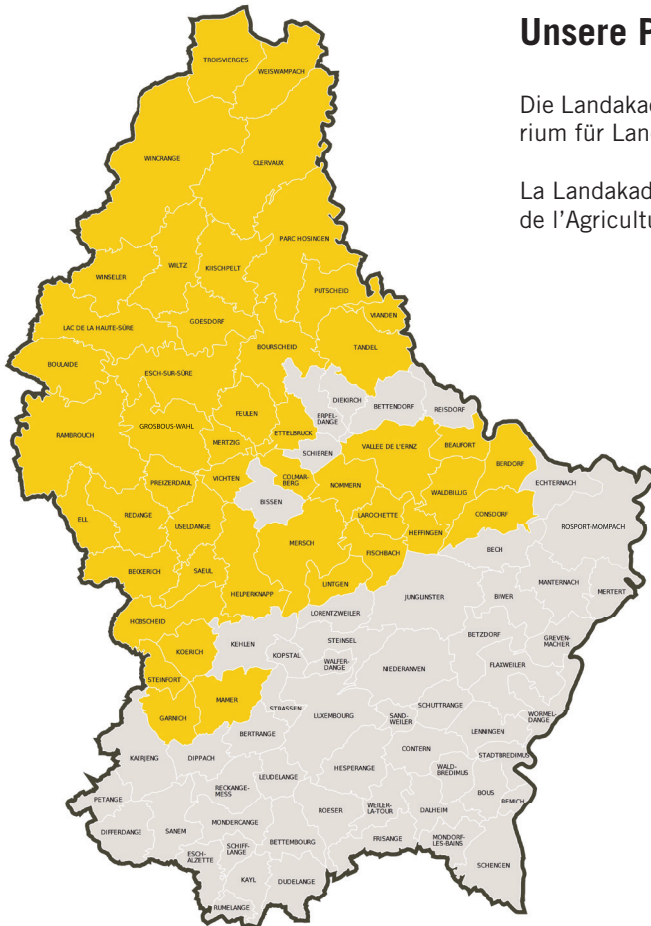 Unsere P
Die Landakad
rium für Lan
La Landakad
de l'Agricultu
TROISVIERGES
WEISWAMPACH
WINCRANGE
CLERVAUX
PARC HOSINGEN
WILTZ
KIISCHPELT
WINSELER
PUTSCHEID
VIANDEN
GOESDORF
LAC DE LA HAUTE-SÛRE
BOURSCHEID
TANDEL
BOULAIDE
ESCH-SUR-SÛRE
DIEKIRCH
BETTENDORF
REISDORF
FEULEN
ERPEL-
DANGE
GROSBOUS-WAHL
ETTELBRUCK
RAMBROUCH
MERTZIG
SCHIEREN
VALLEE DE L'ERNZ
BEAUFORT
BERDORF
VICHTEN
COLMAR-
BERG
PREIZERDAUL
NOMMERN
WALDBILLIG
ECHTERNACH
BISSEN
ELL
REDANGE
USELDANGE
LAROCHETTE
CONSDORF
ROSPORT-MOMPACH
HEFFINGEN
MERSCH
FISCHBACH
BECH
BECKERICH
SAEUL
LINTGEN
MANTERNACH
MERTERT
HELPERKNAPP
JUNGLINSTER
BIWER
LORENTZWEILER
HOBSCHEID
KEHLEN
STEINSEL
BETZDORF
GREVEN-
MACHER
KOERICH
KOPSTAL
WALFER-
DANGE
NIEDERANVEN
FLAXWEILER
STEINFORT
MAMER
GARNICH
STRASSEN
LUXEMBOURG
SAND-
WEILER
SCHUTTRANGE
WORMEL-
DANGE
LENNINGEN
BERTRANGE
CONTERN
STADTBREDIMUS
KAIRJENG
DIPPACH
LEUDELANGE
HESPERANGE
WALD-
BREDIMUS
RECKANGE-
MESS
BOUS
REMICH
PETANGE
ROESER
WEILER-
LA-TOUR
DALHEIM
MONDERCANGE
DIFFERDANGE
SANEM
BETTEMBOURG
FRISANGE
MONDORF-
LES-BAINS
SCHIFF-
LANGE
ESCH-
ALZETTE
SCHENGEN
KAYL
DUDELANGE
RUMELANGE